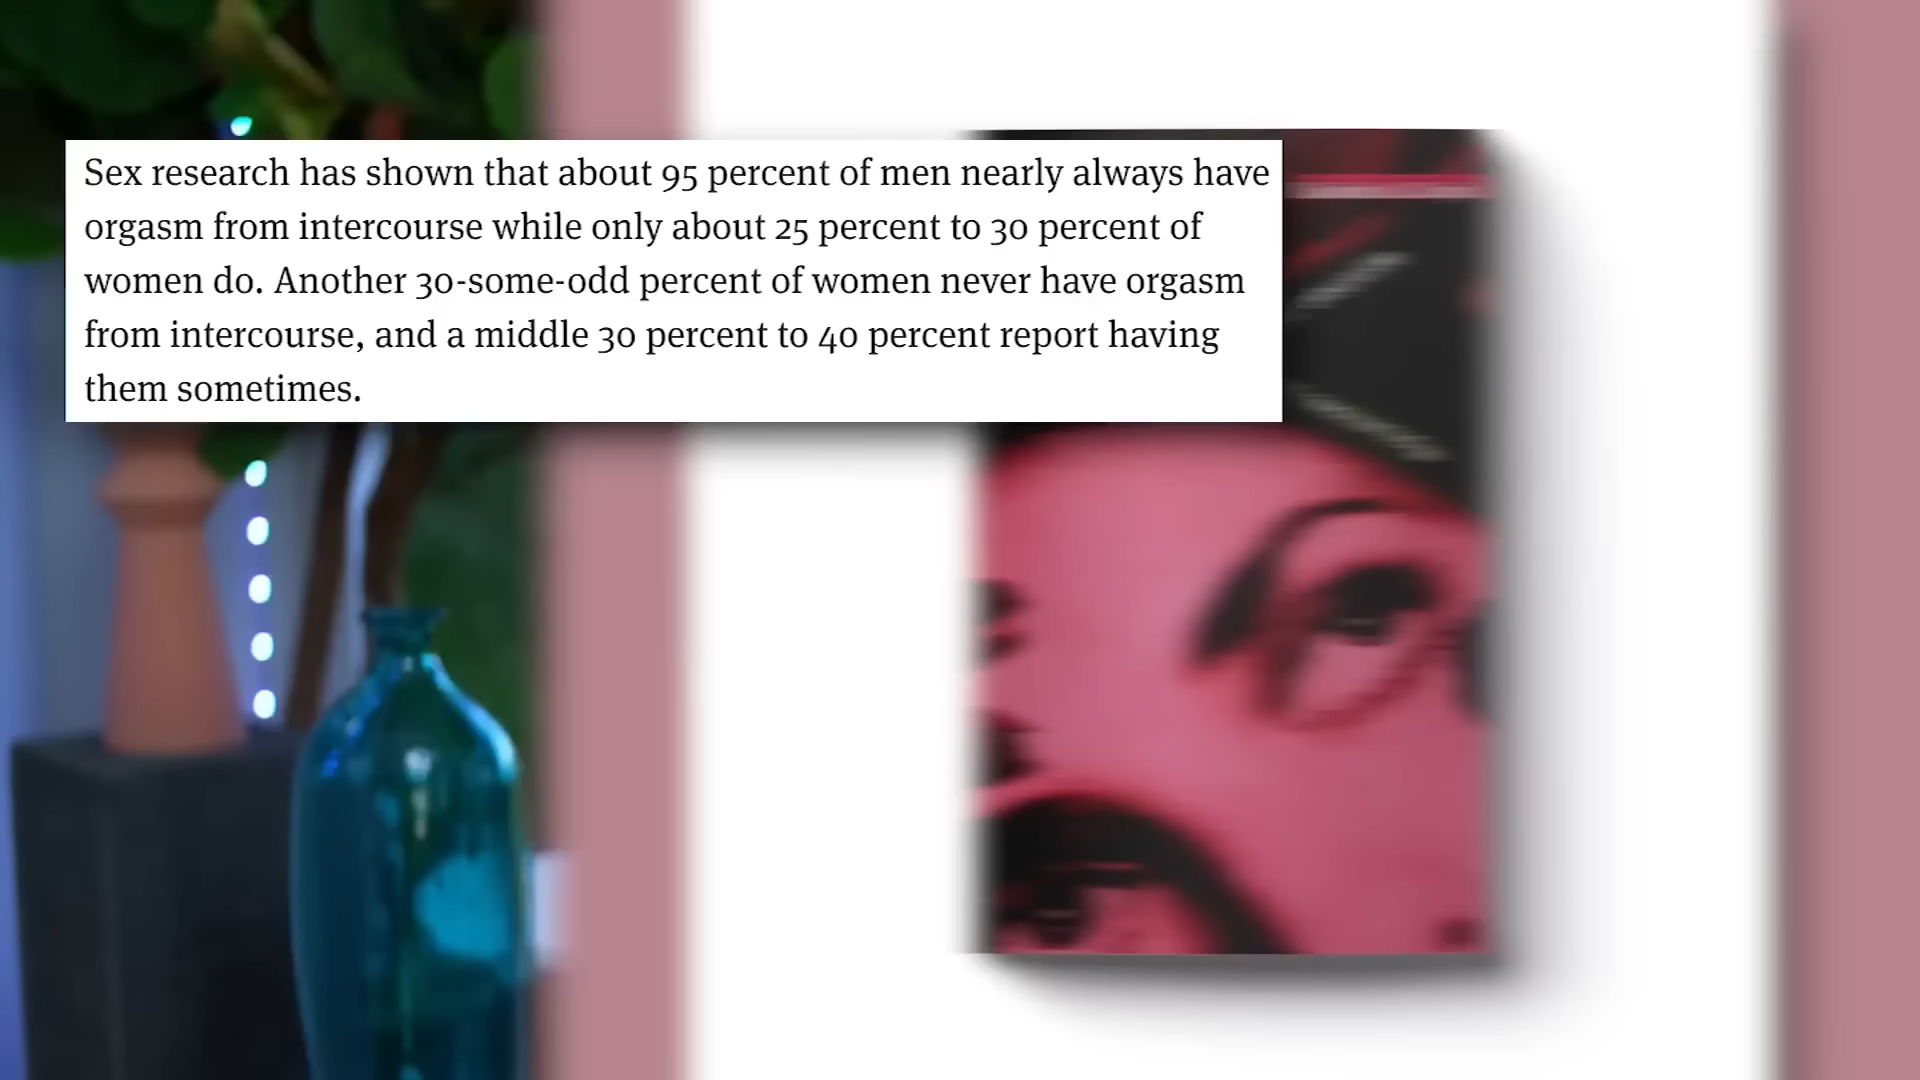 Sex research has shown that about 95 percent of men nearly always have
orgasm from intercourse while only about 25 percent to 30 percent of
women do. Another 30-some-odd percent of women never have orgasm
from intercourse, and a middle 30 percent to 40 percent report having
them sometimes.